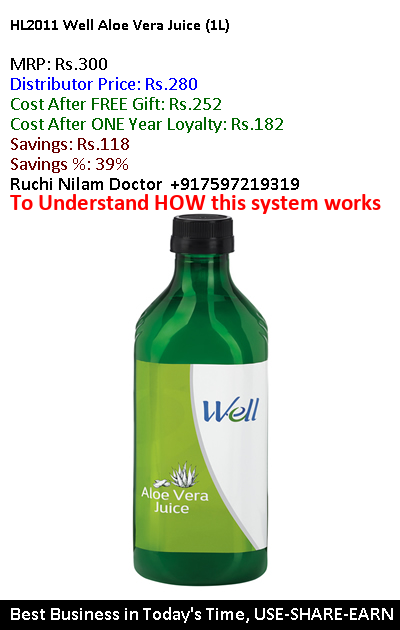 HL2011 Well Aloe Vera Juice (1L)
MRP: Rs.300
Distributor Price: Rs.280
Cost After FREE Gift: Rs.252
Cost After ONE Year Loyalty: Rs.182
Savings: Rs.118
Savings %: 39%
Ruchi Nilam Doctor +917597219319
To Understand HOW this system works
Well
Aloe Vera
Juice
Best Business in Today's Time, USE-SHARE-EARN